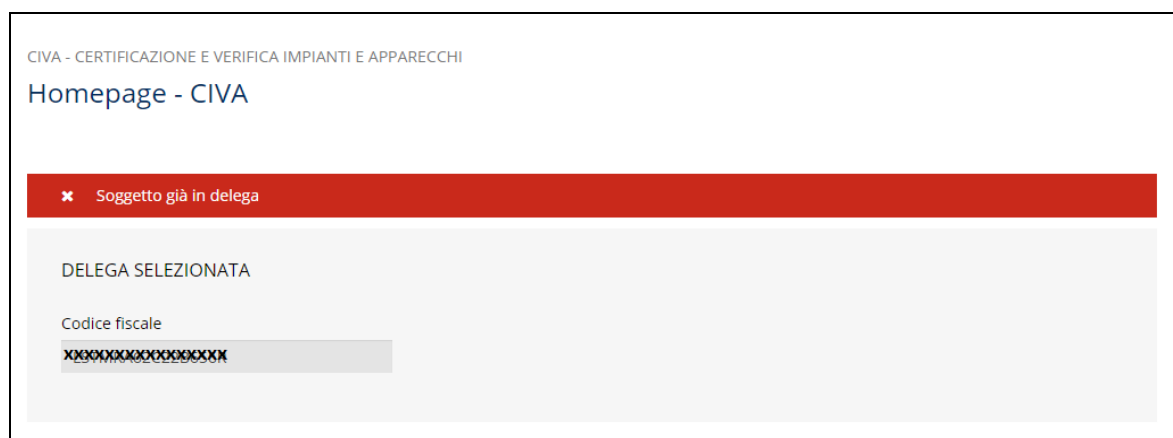 CIVA - CERTIFICAZIONE E VERIFICA IMPIANTI E APPARECCHI
Homepage - CIVA
✖ Soggetto già in delega
DELEGA SELEZIONATA
Codice fiscale
XXXXXXXXXXXXXXXX